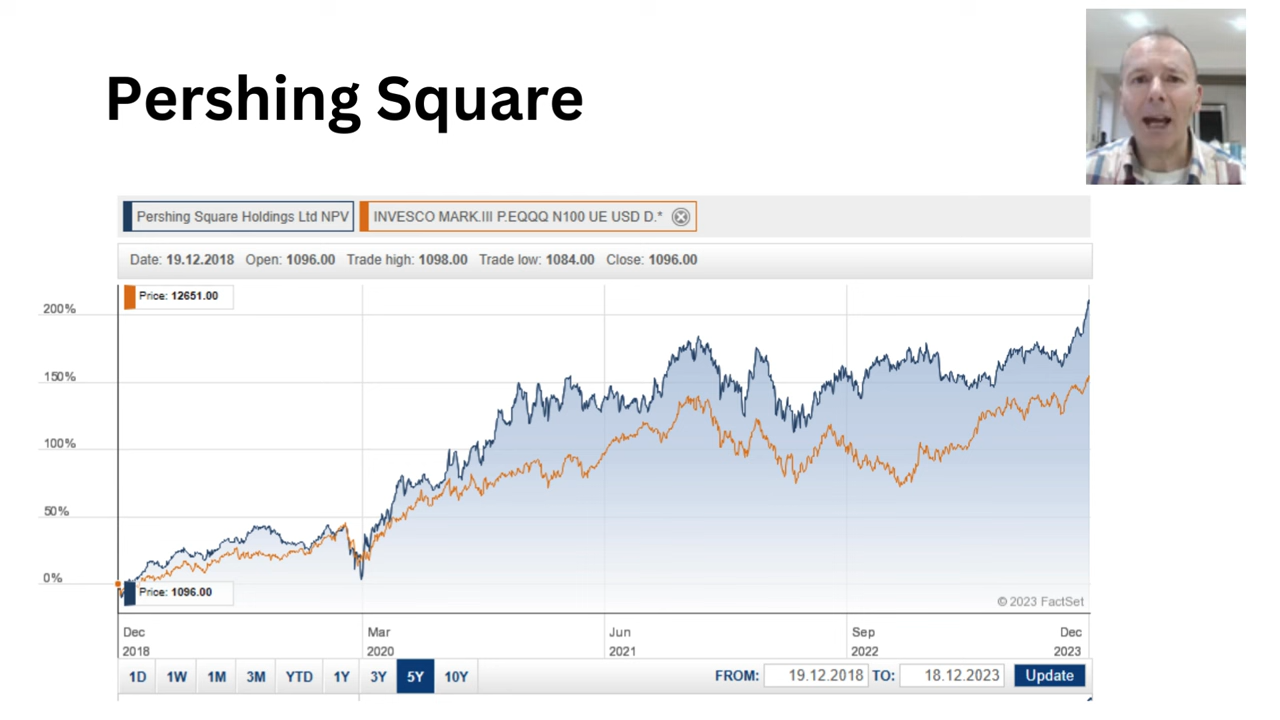 Pershing Square
Pershing Square Holdings Ltd NPV
INVESCO MARK.III P.EQQQ N100 UE USD D.*
Date: 19.12.2018 Open: 1096.00 Trade high: 1098.00 Trade low: 1084.00 Close: 1096.00
Price: 12651.00
200%
150%
100%
50%
0%
Price: 1096.00
© 2023 FactSet
Dec 2018
Mar 2020
Jun 2021
Sep 2022
Dec 2023
1D 1W 1M 3M YTD 1Y 3Y 5Y 10Y
FROM: 19.12.2018 TO: 18.12.2023 Update